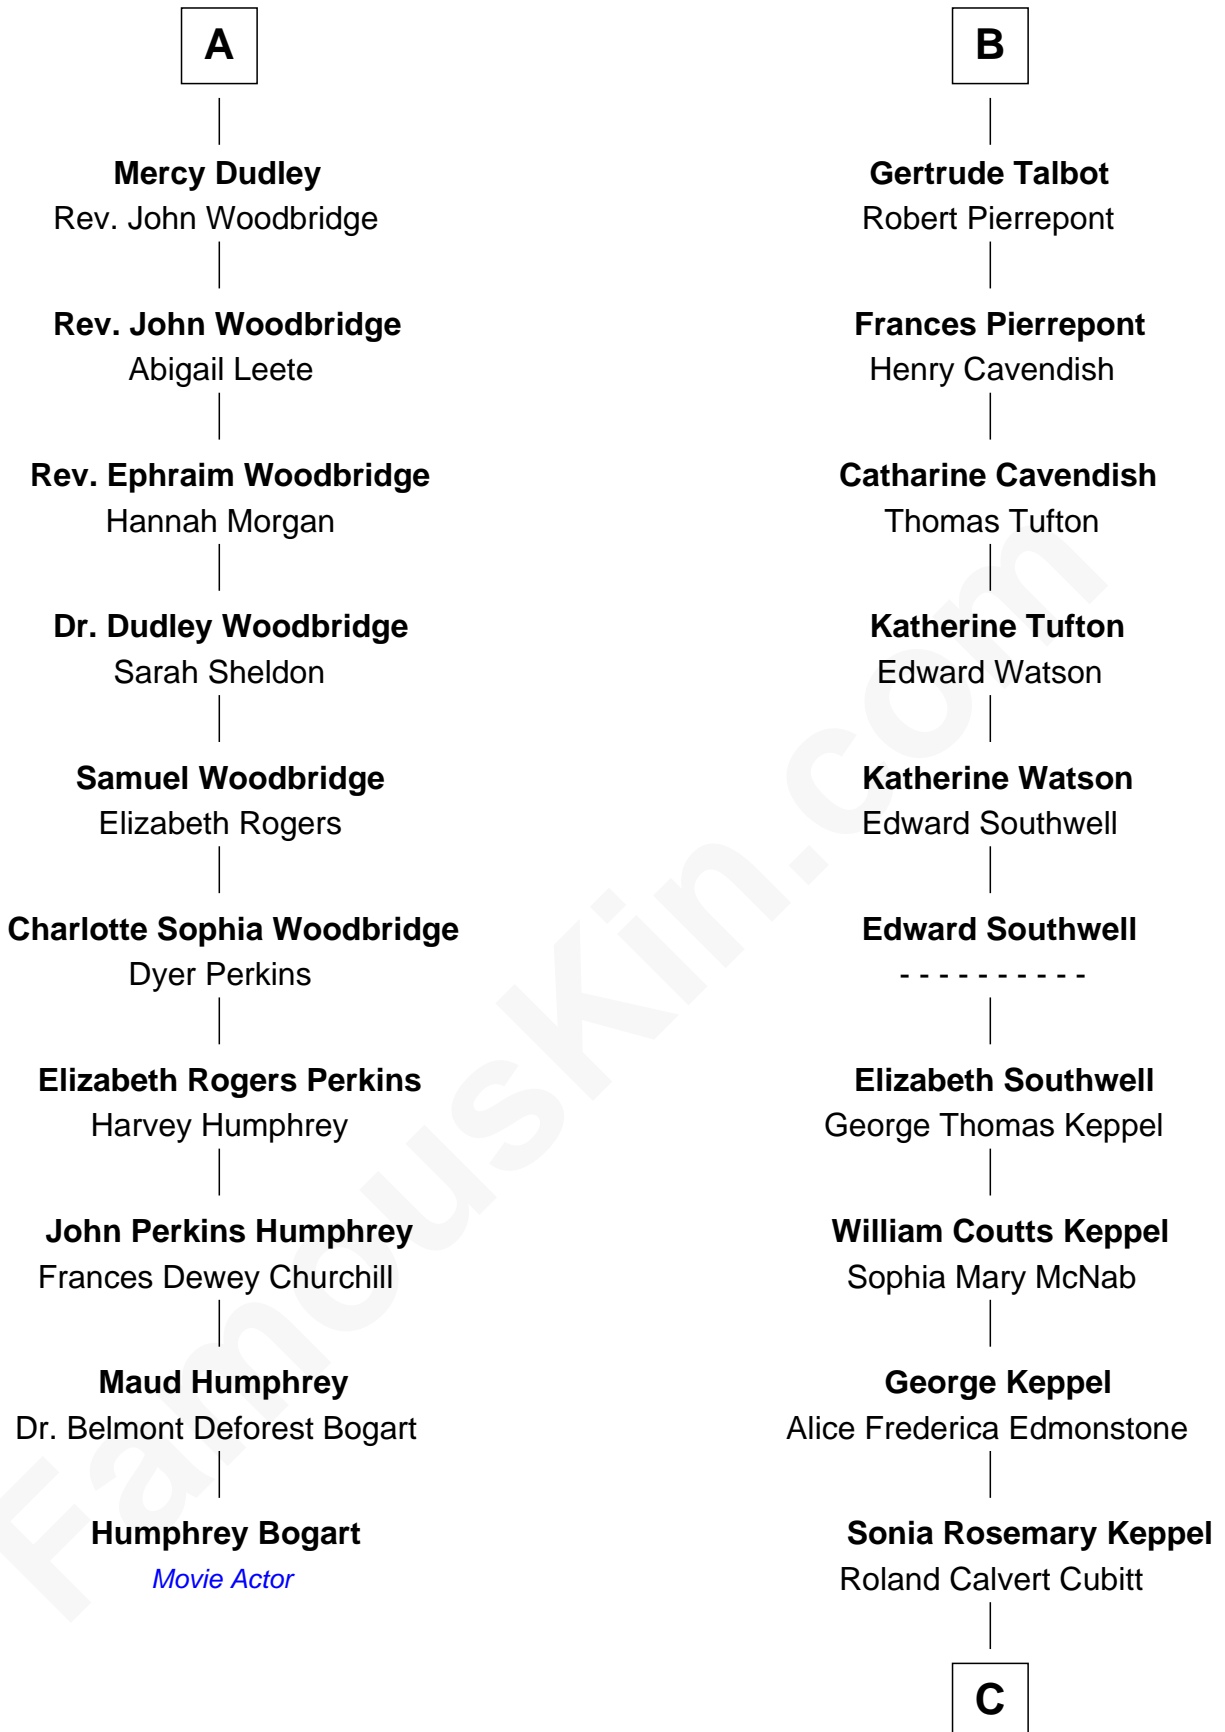 A
Mercy Dudley
Rev. John Woodbridge
Rev. John Woodbridge
Abigail Leete
Rev. Ephraim Woodbridge
Hannah Morgan
Dr. Dudley Woodbridge
Sarah Sheldon
Samuel Woodbridge
Elizabeth Rogers
Charlotte Sophia Woodbridge
Dyer Perkins
Elizabeth Rogers Perkins
Harvey Humphrey
John Perkins Humphrey
Frances Dewey Churchill
Maud Humphrey
Dr. Belmont Deforest Bogart
Humphrey Bogart
Movie Actor
B
Gertrude Talbot
Robert Pierrepont
Frances Pierrepont
Henry Cavendish
Catharine Cavendish
Thomas Tufton
Katherine Tufton
Edward Watson
Katherine Watson
Edward Southwell
Edward Southwell
- - - - - - - - - -
Elizabeth Southwell
George Thomas Keppel
William Coutts Keppel
Sophia Mary McNab
George Keppel
Alice Frederica Edmonstone
Sonia Rosemary Keppel
Roland Calvert Cubitt
C
FamousKin.com